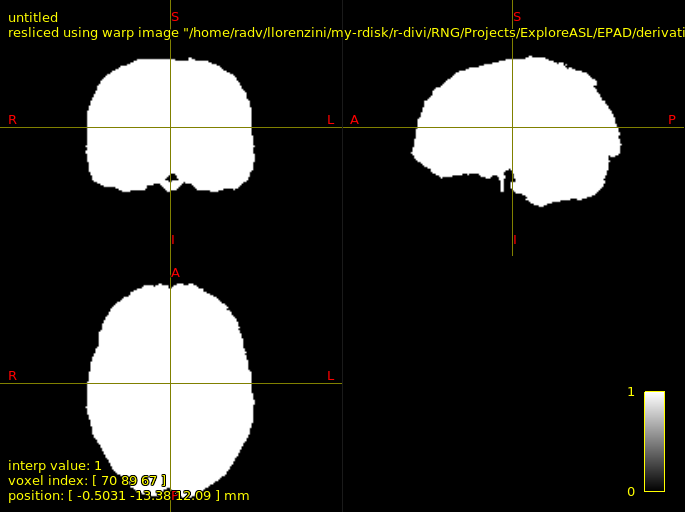 untitled
resliced using warp image "/home/radv/llorenzini/my-rdisk/r-divi/RNG/Projects/ExploreASL/EPAD/derivati
S
S
R
L
A
P
I
I
A
R
L
1
interp value: 1
voxel index: [ 70 89 67 ]
position: [ -0.5031 -13.38 12.09 ] mm
0